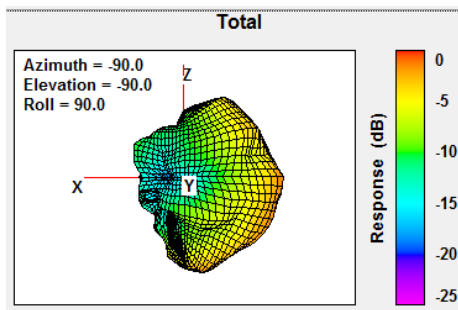 Total
Azimuth = -90.0
Elevation = -90.0
Roll = 90.0
Z
X
Y
0
-5
-10
-15
-20
-25
Response (dB)